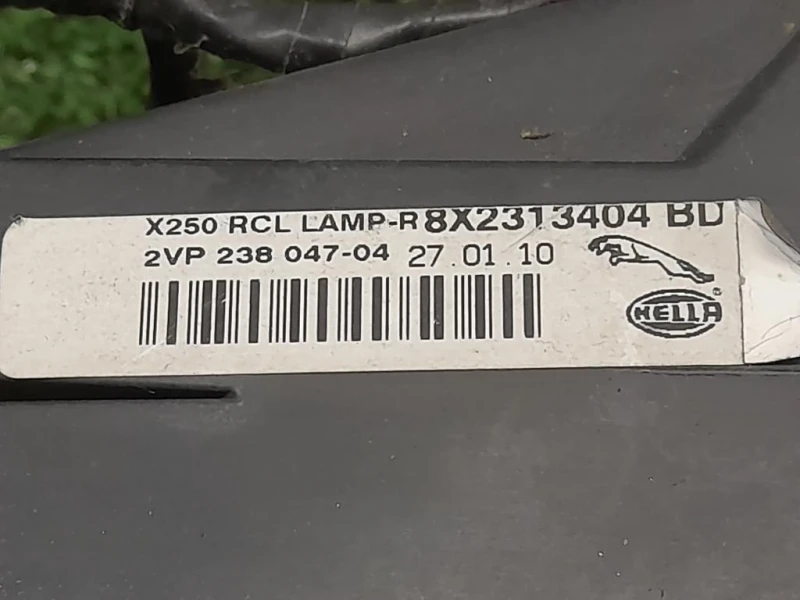 X250 RCL LAMP-R 8X2313404 BD
2VP 238 047-04 27.01.10
HELLA ®